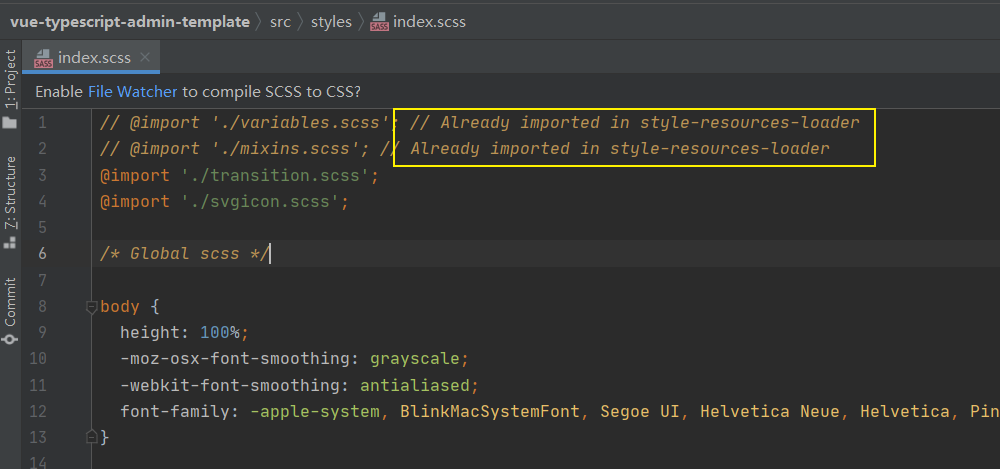 vue-typescript-admin-template 〉 src 〉 styles 〉 index.scss
index.scss ×
Enable File Watcher to compile SCSS to CSS?
1: Project
Z: Structure
Commit
1 // @import './variables.scss'; // Already imported in style-resources-loader
2 // @import './mixins.scss'; // Already imported in style-resources-loader
3 @import './transition.scss';
4 @import './svgicon.scss';
5
6 /* Global scss */
7
8 body {
9 height: 100%;
10 -moz-osx-font-smoothing: grayscale;
11 -webkit-font-smoothing: antialiased;
12 font-family: -apple-system, BlinkMacSystemFont, Segoe UI, Helvetica Neue, Helvetica, Pin
13 }
14